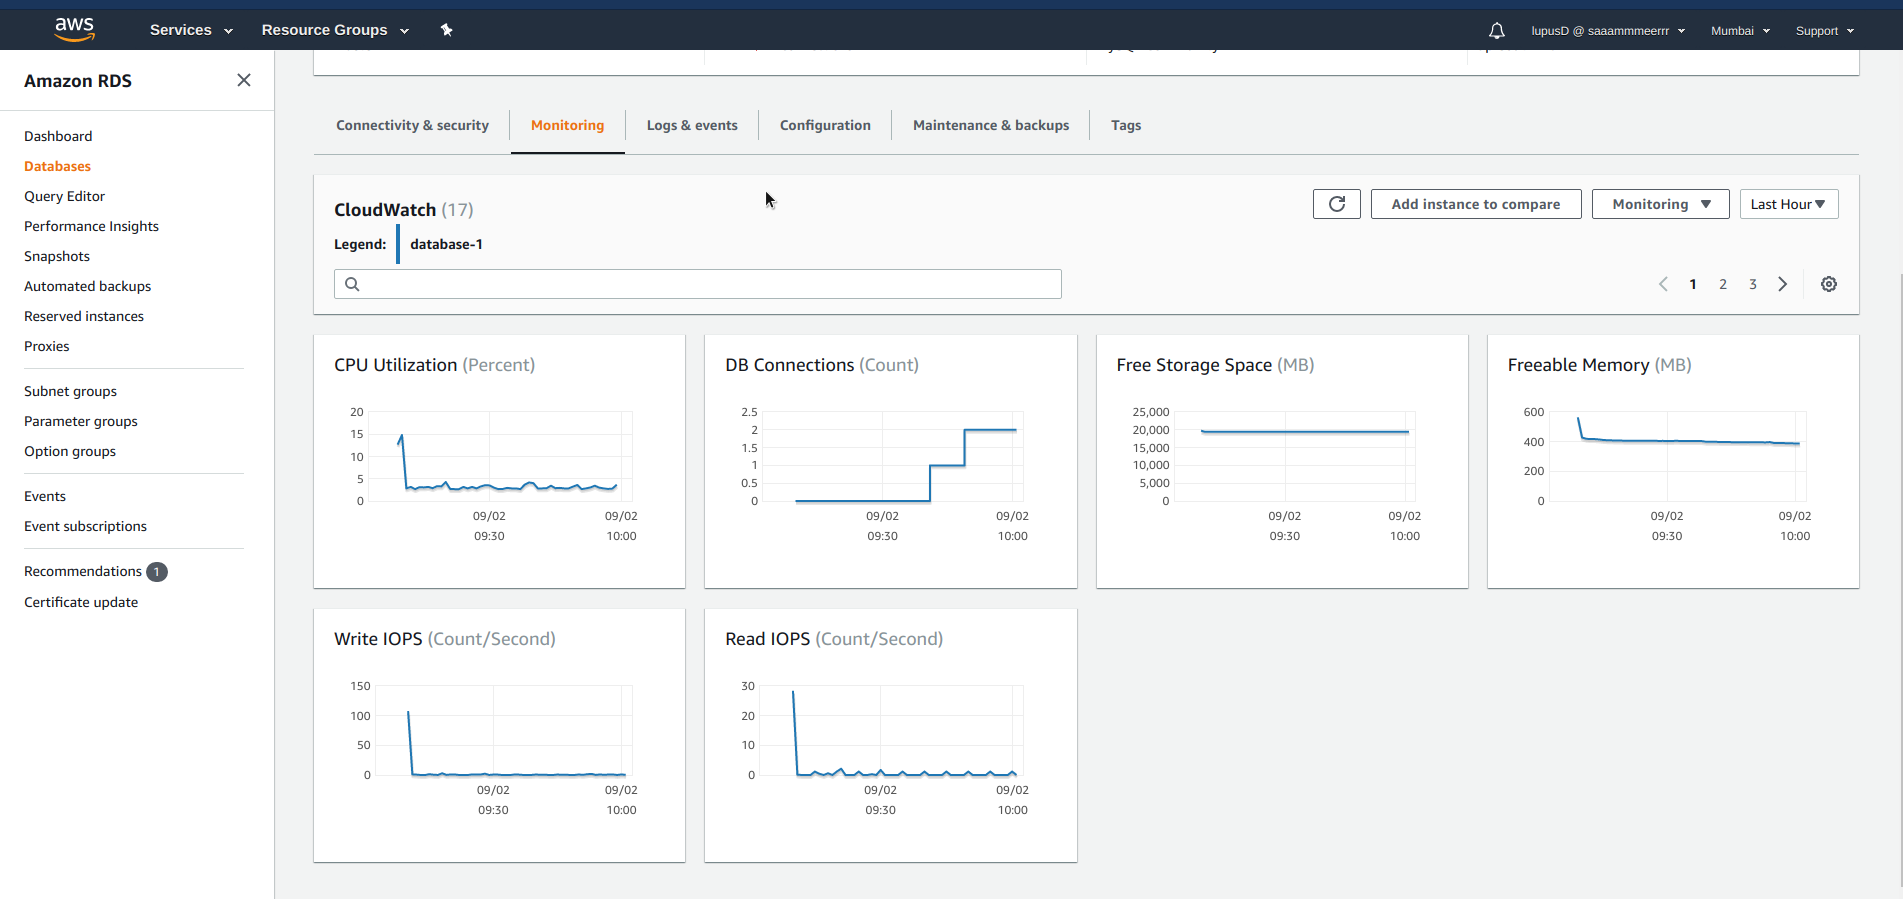 aws Services Resource Groups lupusD @ saaammmeerrr Mumbai Support
Amazon RDS
Dashboard
Databases
Query Editor
Performance Insights
Snapshots
Automated backups
Reserved instances
Proxies
Subnet groups
Parameter groups
Option groups
Events
Event subscriptions
Recommendations 1
Certificate update
Connectivity & security Monitoring Logs & events Configuration Maintenance & backups Tags
CloudWatch (17) Add instance to compare Monitoring Last Hour
Legend: database-1
1 2 3
CPU Utilization (Percent)
20
15
10
5
0
09/02 09/02
09:30 10:00
DB Connections (Count)
2.5
2
1.5
1
0.5
0
09/02 09/02
09:30 10:00
Free Storage Space (MB)
25,000
20,000
15,000
10,000
5,000
0
09/02 09/02
09:30 10:00
Freeable Memory (MB)
600
400
200
0
09/02 09/02
09:30 10:00
Write IOPS (Count/Second)
150
100
50
0
09/02 09/02
09:30 10:00
Read IOPS (Count/Second)
30
20
10
0
09/02 09/02
09:30 10:00